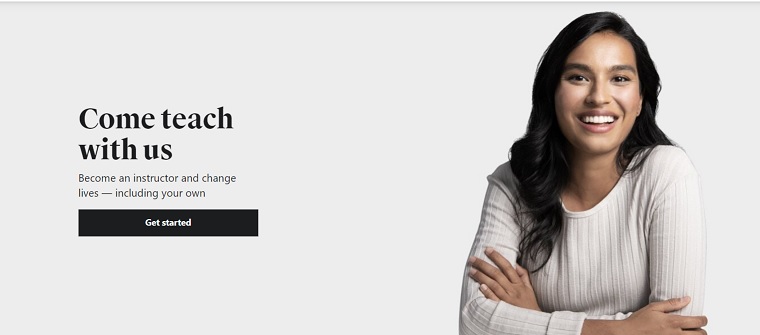 Come teach
with us
Become an instructor and change
lives — including your own
Get started